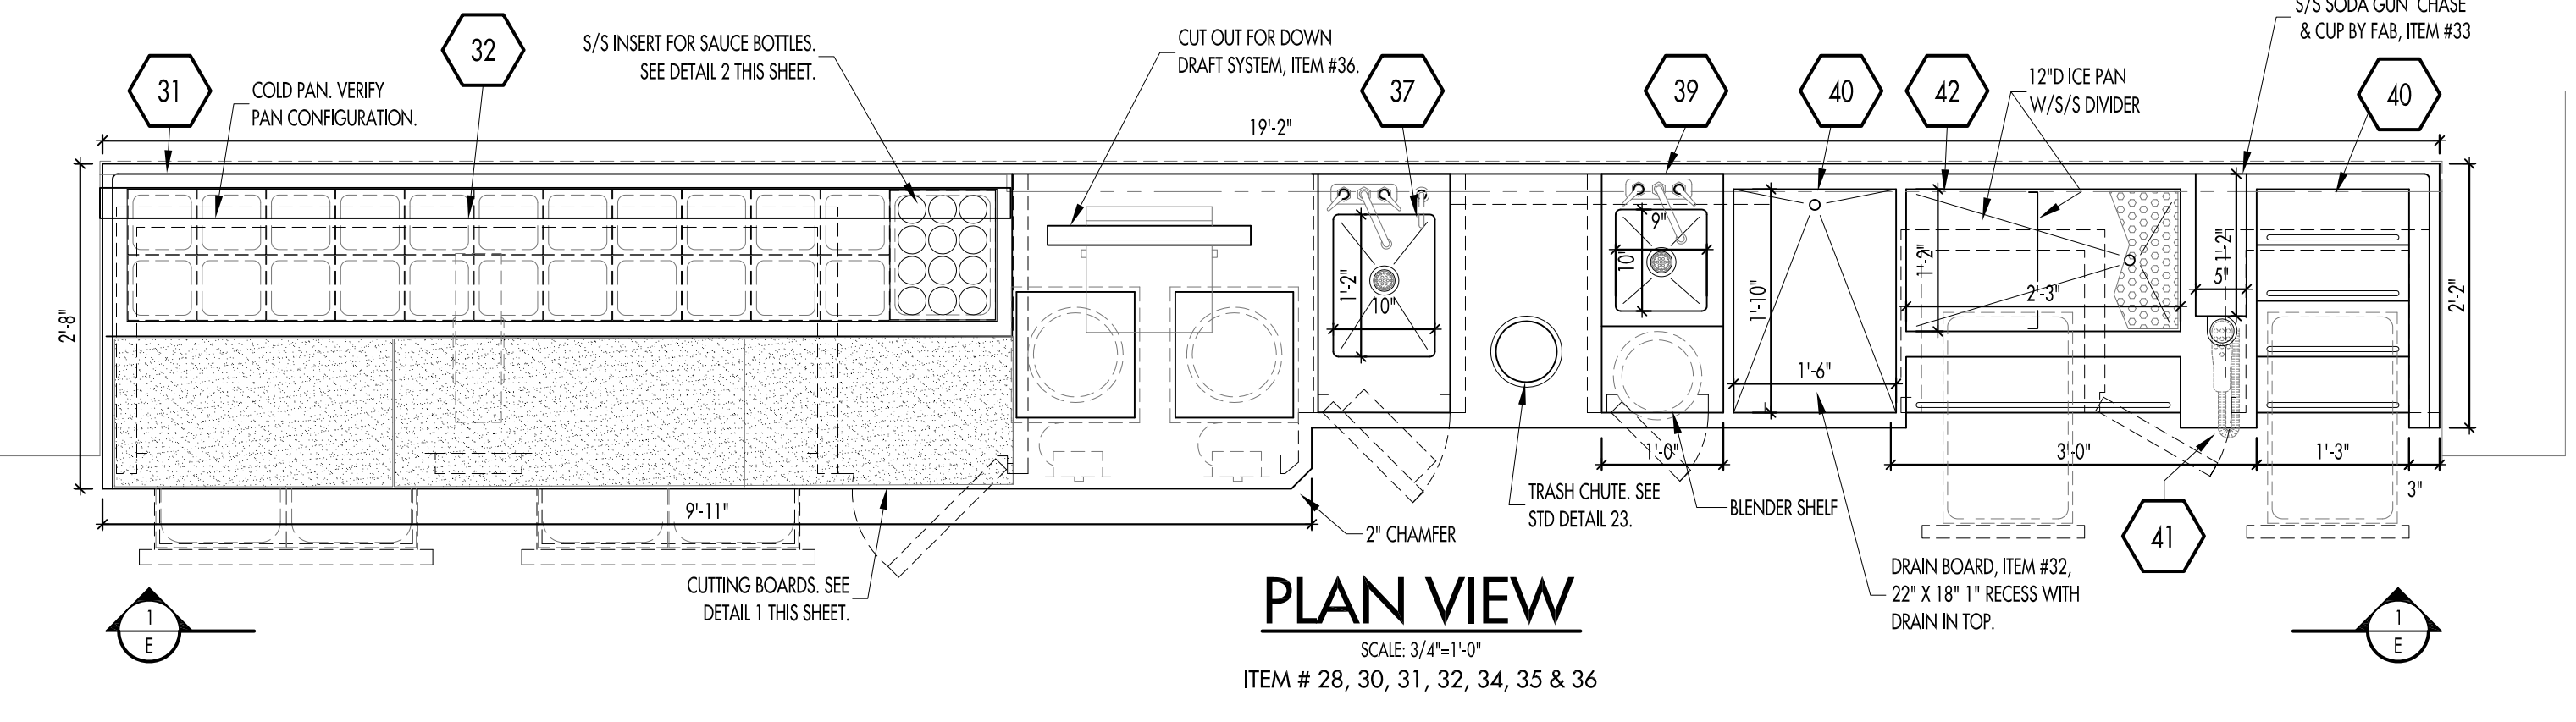 S/S SODA GUN CHASE
& CUP BY FAB, ITEM #33
CUT OUT FOR DOWN
DRAFT SYSTEM, ITEM #36.
S/S INSERT FOR SAUCE BOTTLES.
SEE DETAIL 2 THIS SHEET.
COLD PAN. VERIFY
PAN CONFIGURATION.
12"D ICE PAN
W/S/S DIVIDER
31
32
37
39
40
42
40
19'-2"
2'-8"
1'-2"
10"
9"
10"
1'-10"
1'-6"
1'-2"
2'-3"
1'-2"
5"
2'-2"
1'-0"
3'-0"
1'-3"
3"
9'-11"
41
2" CHAMFER
TRASH CHUTE. SEE
STD DETAIL 23.
BLENDER SHELF
DRAIN BOARD, ITEM #32,
22" X 18" 1" RECESS WITH
DRAIN IN TOP.
CUTTING BOARDS. SEE
DETAIL 1 THIS SHEET.
1
E
PLAN VIEW
SCALE: 3/4"=1'-0"
ITEM # 28, 30, 31, 32, 34, 35 & 36
1
E